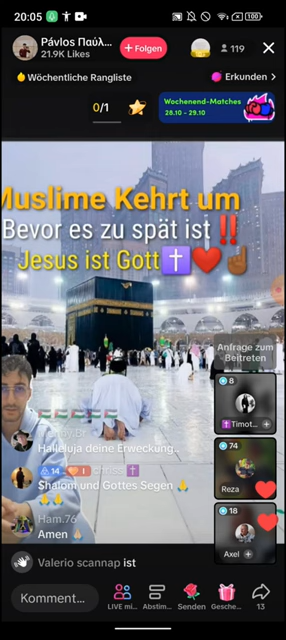 20:05
100
Pávlos Παύλ...
21.9K Likes
+ Folgen
119
Wöchentliche Rangliste
Erkunden >
0/1
Wochenend-Matches
28.10 - 29.10
Muslime Kehrt um
Bevor es zu spät ist‼️
Jesus ist Gott✝️❤️☝🏾
Anfrage zum
Beitreten
8
✝️Timot... +
Halleluja deine Erweckung..
74
14
Shalom und Gottes Segen 🙏
🙏🙏
Reza
18
Ham.76
Amen 🙏🏼
Axel +
Valerio scannap ist
Komment...
LIVE mi...
Abstim...
Senden
Gesche...
13